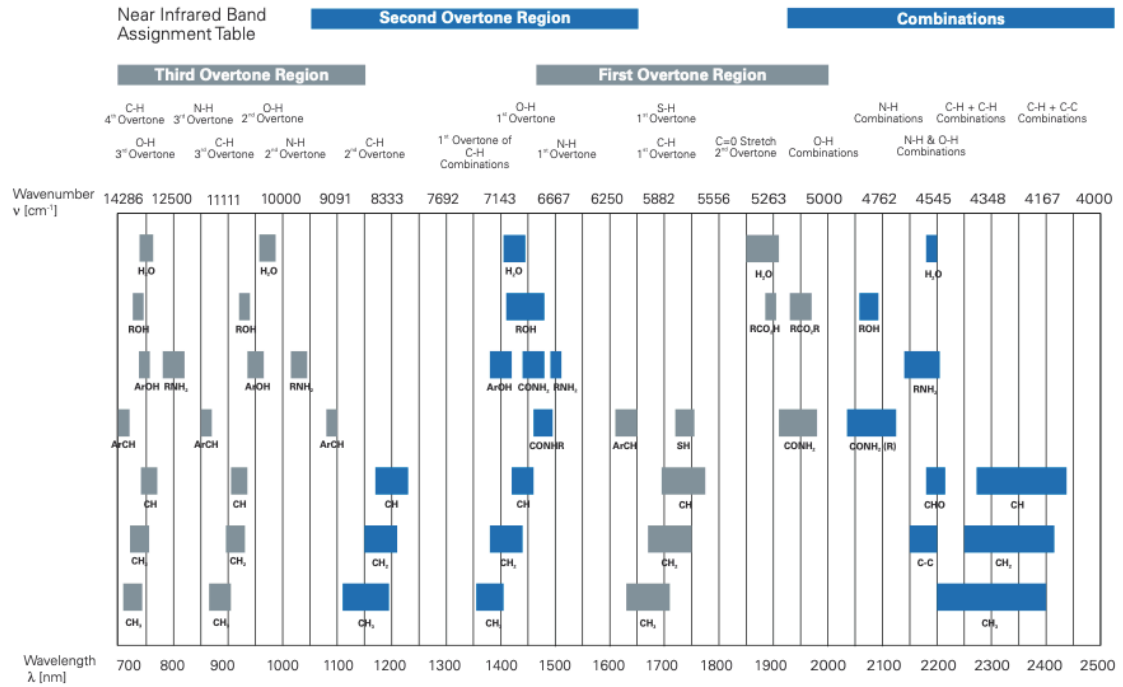 Near Infrared Band
Assignment Table
Second Overtone Region
Combinations
Third Overtone Region
First Overtone Region
C-H
4th Overtone
N-H
3rd Overtone
O-H
2nd Overtone
O-H
1st Overtone
S-H
1st Overtone
N-H
Combinations
C-H + C-H
Combinations
C-H + C-C
Combinations
O-H
3rd Overtone
C-H
3rd Overtone
N-H
2nd Overtone
C-H
2nd Overtone
1st Overtone of
C-H
Combinations
N-H
1st Overtone
C-H
1st Overtone
C=0 Stretch
2nd Overtone
O-H
Combinations
N-H & O-H
Combinations
Wavenumber
ν [cm⁻¹]
14286 12500 11111 10000 9091 8333 7692 7143 6667 6250 5882 5556 5263 5000 4762 4545 4348 4167 4000
H₂O H₂O H₂O H₂O H₂O
ROH ROH ROH RCO₂H RCO₂R ROH
ArOH RNH₂ ArOH RNH₂ ArOH CONH₂ RNH₂ RNH₂
ArCH ArCH ArCH CONHR ArCH SH CONH₂ CONH₂ (R)
CH CH CH CH CH CHO CH
CH₂ CH₂ CH₂ CH₂ CH₂ C-C CH₂
CH₃ CH₃ CH₃ CH₃ CH₃ CH₃
700 800 900 1000 1100 1200 1300 1400 1500 1600 1700 1800 1900 2000 2100 2200 2300 2400 2500
Wavelength
λ [nm]